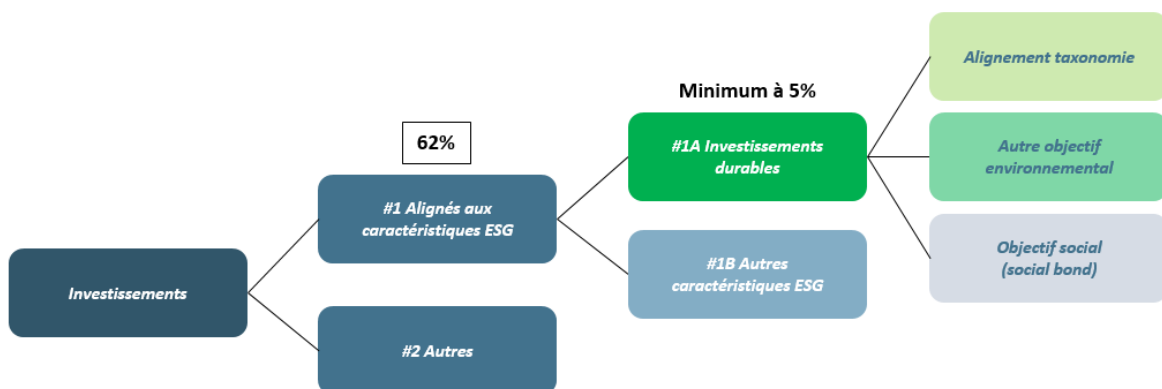 Investissements
62%
#1 Alignés aux
caractéristiques ESG
#2 Autres
Minimum à 5%
#1A Investissements
durables
#1B Autres
caractéristiques ESG
Alignement taxonomie
Autre objectif
environnemental
Objectif social
(social bond)